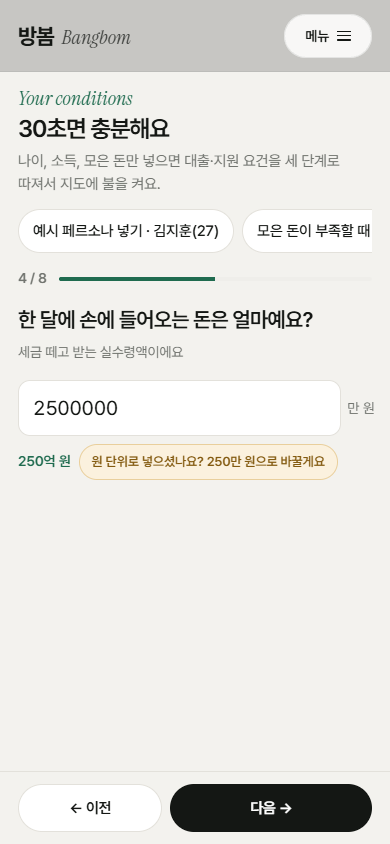 방봄 Bangbom
메뉴
Your conditions
30초면 충분해요
나이, 소득, 모은 돈만 넣으면 대출·지원 요건을 세 단계로
따져서 지도에 불을 켜요.
예시 페르소나 넣기 · 김지훈(27)
모은 돈이 부족할 때
4 / 8
한 달에 손에 들어오는 돈은 얼마예요?
세금 떼고 받는 실수령액이에요
2500000
만 원
250억 원
원 단위로 넣으셨나요? 250만 원으로 바꿀게요
← 이전
다음 →